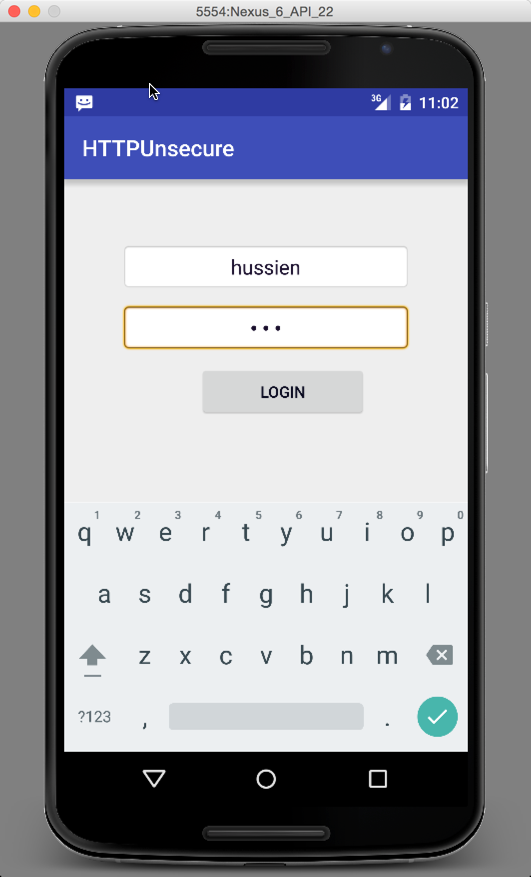 5554:Nexus_6_API_22
3G 11:02
HTTPUnsecure
hussien
•••
LOGIN
1 2 3 4 5 6 7 8 9 0
q w e r t y u i o p
a s d f g h j k l
z x c v b n m
?123 , .